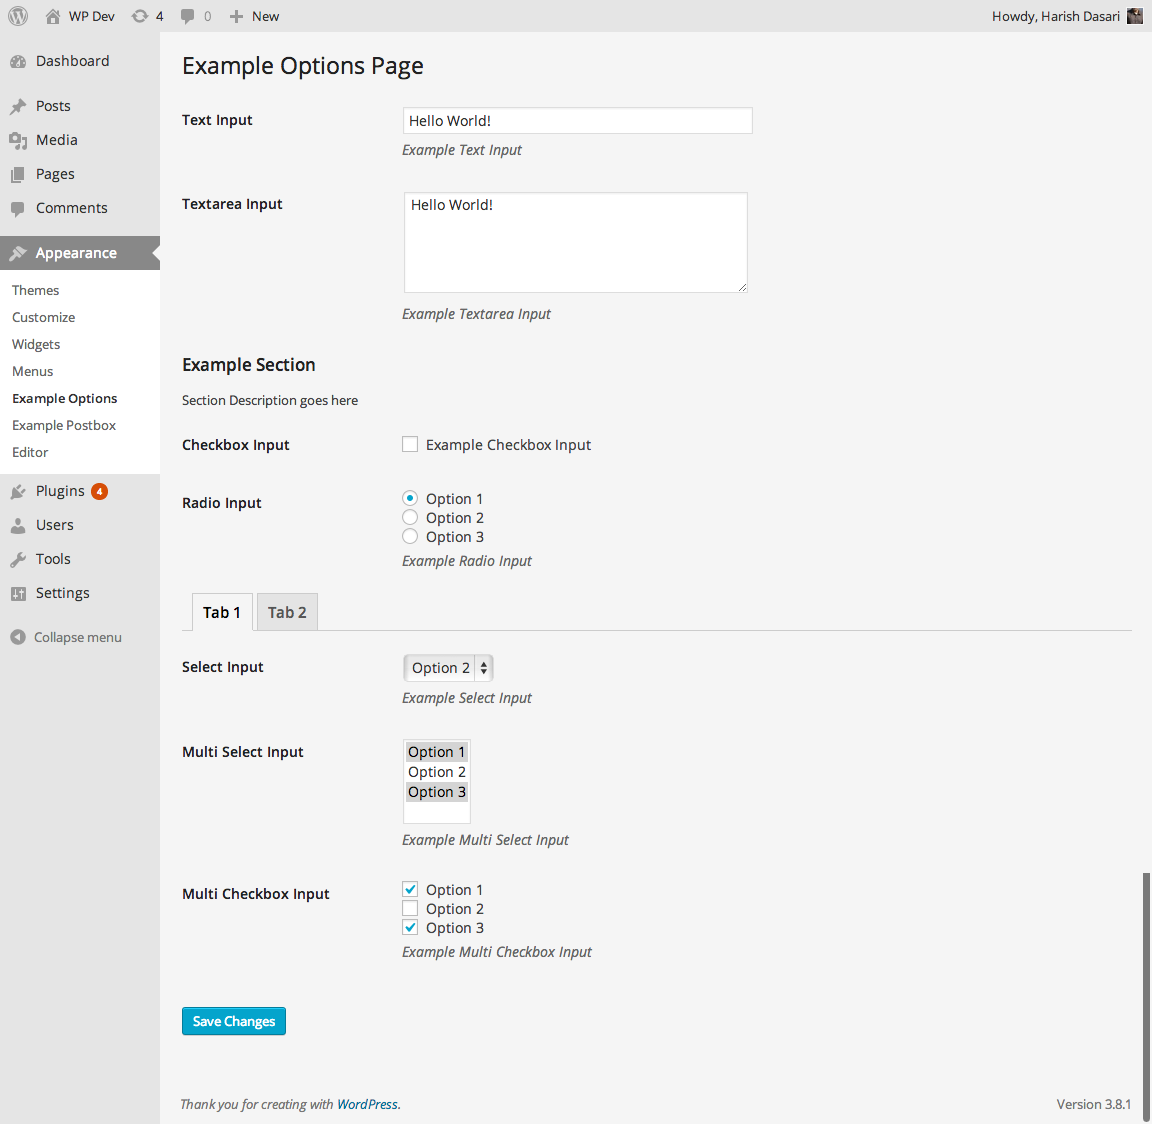 WP Dev 4 0 New Howdy, Harish Dasari
Dashboard
Posts
Media
Pages
Comments
Appearance
Themes
Customize
Widgets
Menus
Example Options
Example Postbox
Editor
Plugins 4
Users
Tools
Settings
Collapse menu
Example Options Page
Text Input
Hello World!
Example Text Input
Textarea Input
Hello World!
Example Textarea Input
Example Section
Section Description goes here
Checkbox Input
Example Checkbox Input
Radio Input
Option 1
Option 2
Option 3
Example Radio Input
Tab 1 Tab 2
Select Input
Option 2
Example Select Input
Multi Select Input
Option 1
Option 2
Option 3
Example Multi Select Input
Multi Checkbox Input
Option 1
Option 2
Option 3
Example Multi Checkbox Input
Save Changes
Thank you for creating with WordPress. Version 3.8.1